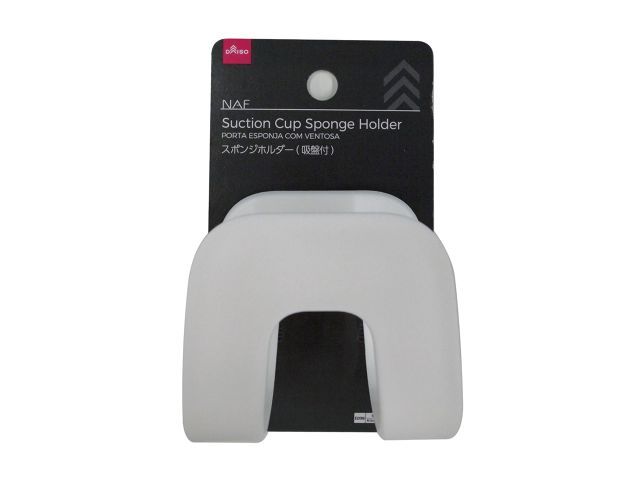 DAISO
NAF
Suction Cup Sponge Holder
PORTA ESPONJA COM VENTOSA
スポンジホルダー(吸盤付)